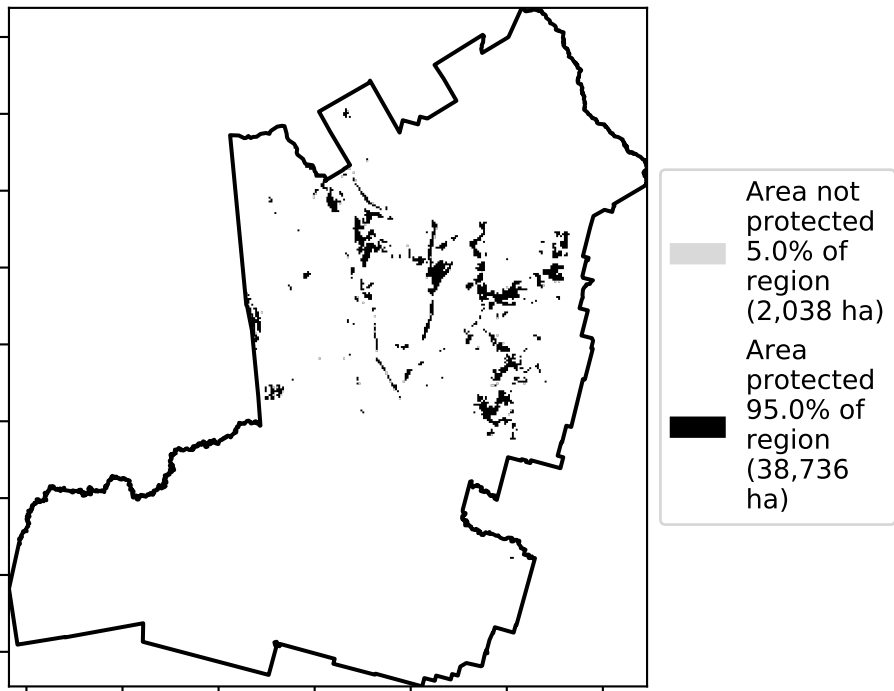 Area not
protected
5.0% of
region
(2,038 ha)
Area
protected
95.0% of
region
(38,736
ha)